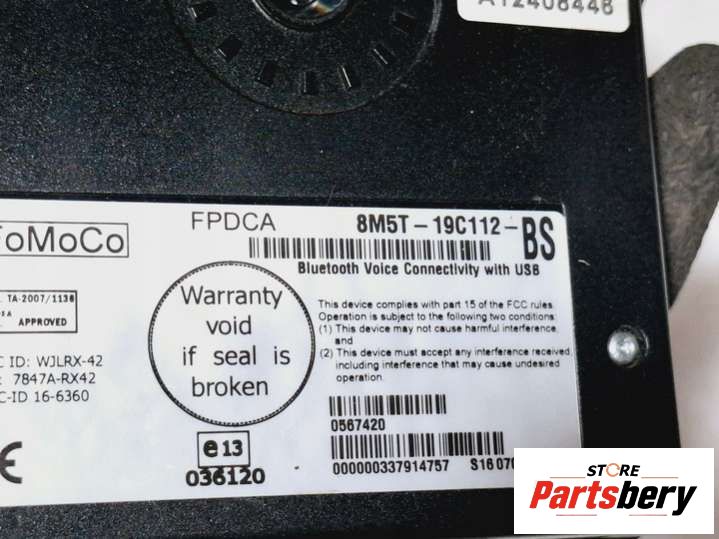 A12408446
FoMoCo
FPDCA
8M5T-19C112-BS
Bluetooth Voice Connectivity with USB
TA-2007/1136
APPROVED
Warranty
void
if seal is
broken
This device complies with part 15 of the FCC rules.
Operation is subject to the following two conditions:
(1) This device may not cause harmful interference,
and
(2) This device must accept any interference received,
including interference that may cause undesired
operation.
C ID: WJLRX-42
: 7847A-RX42
C-ID 16-6360
0567420
e13
036120
000000337914757
S16 070
CE
STORE
Partsbery